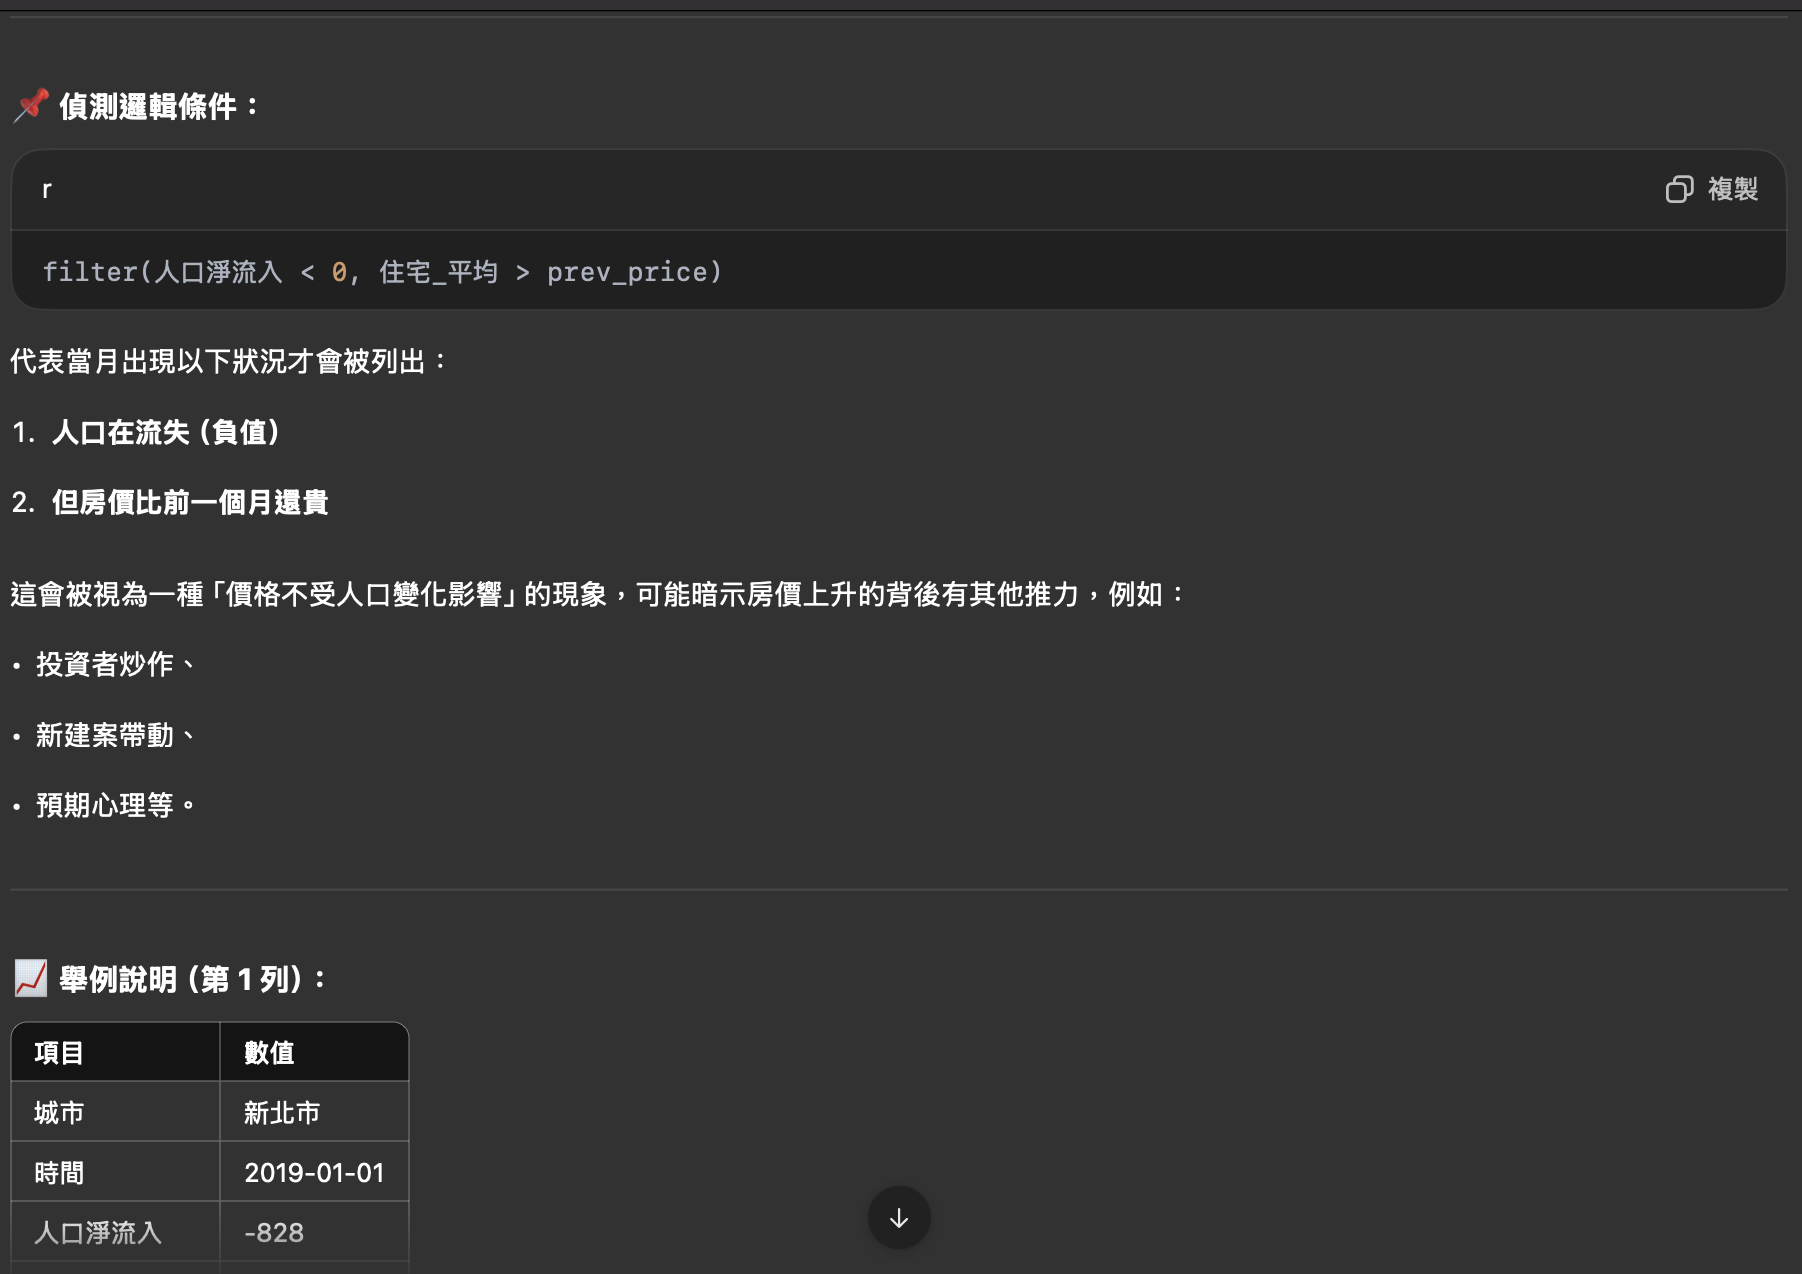 📌 偵測邏輯條件：
r
複製
filter(人口淨流入 < 0, 住宅_平均 > prev_price)
代表當月出現以下狀況才會被列出：
1. 人口在流失（負值）
2. 但房價比前一個月還貴
這會被視為一種「價格不受人口變化影響」的現象，可能暗示房價上升的背後有其他推力，例如：
• 投資者炒作、
• 新建案帶動、
• 預期心理等。
📈 舉例說明（第 1 列）：
項目 數值
城市 新北市
時間 2019-01-01
人口淨流入 -828